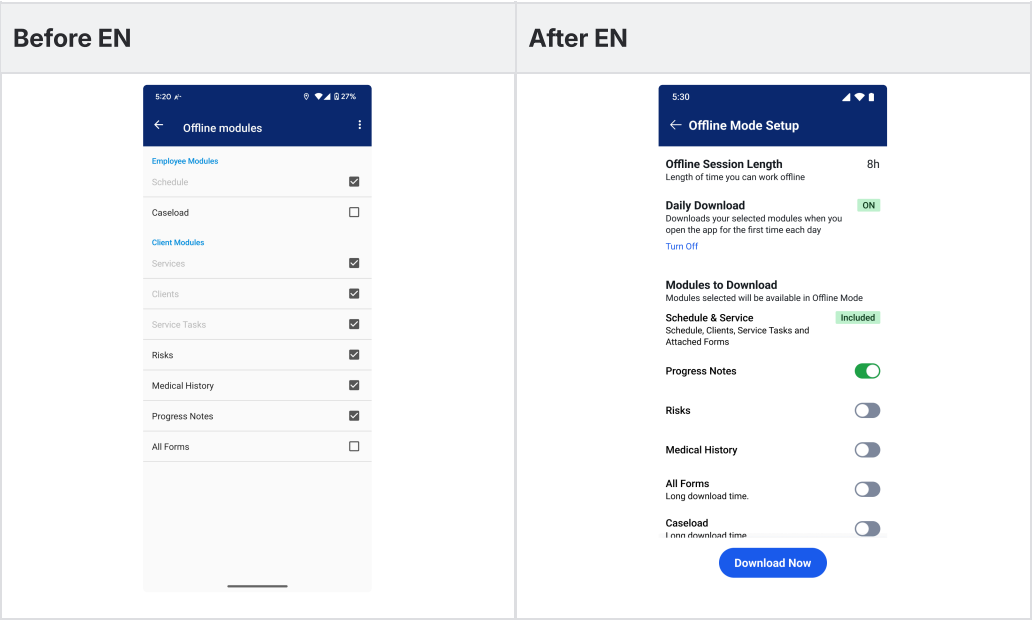 Before EN
After EN
5:20
27%
Offline modules
Employee Modules
Schedule
Caseload
Client Modules
Services
Clients
Service Tasks
Risks
Medical History
Progress Notes
All Forms
5:30
Offline Mode Setup
Offline Session Length
8h
Length of time you can work offline
Daily Download
ON
Downloads your selected modules when you
open the app for the first time each day
Turn Off
Modules to Download
Modules selected will be available in Offline Mode
Schedule & Service
Included
Schedule, Clients, Service Tasks and
Attached Forms
Progress Notes
Risks
Medical History
All Forms
Long download time.
Caseload
Long download time
Download Now